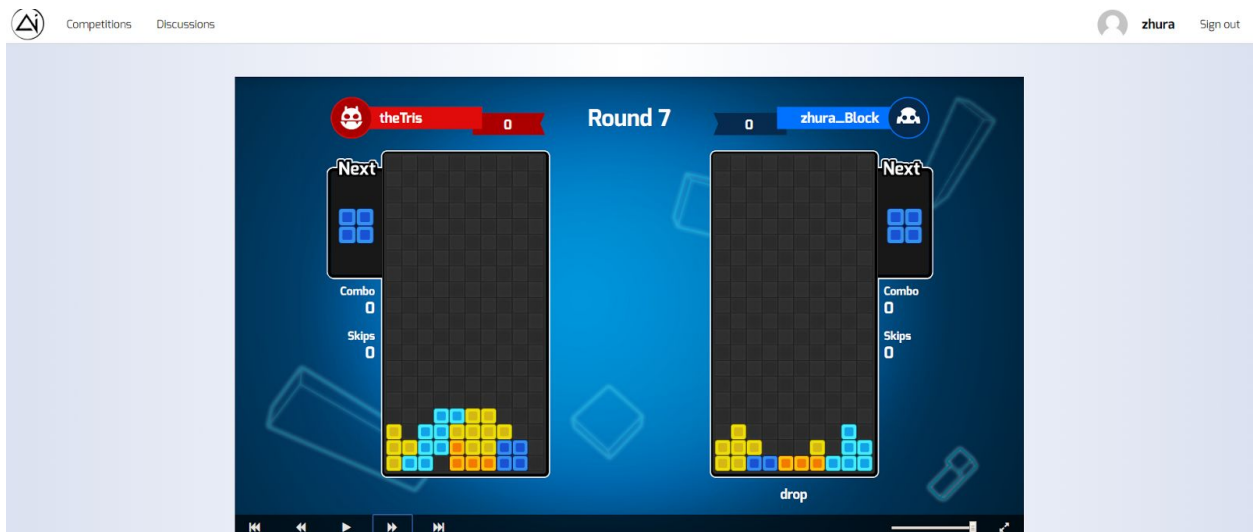 Ai Competitions Discussions zhura Sign out
theTris 0 Round 7 0 zhura_Block
Next Next
Combo Combo
0 0
Skips Skips
0 0
drop